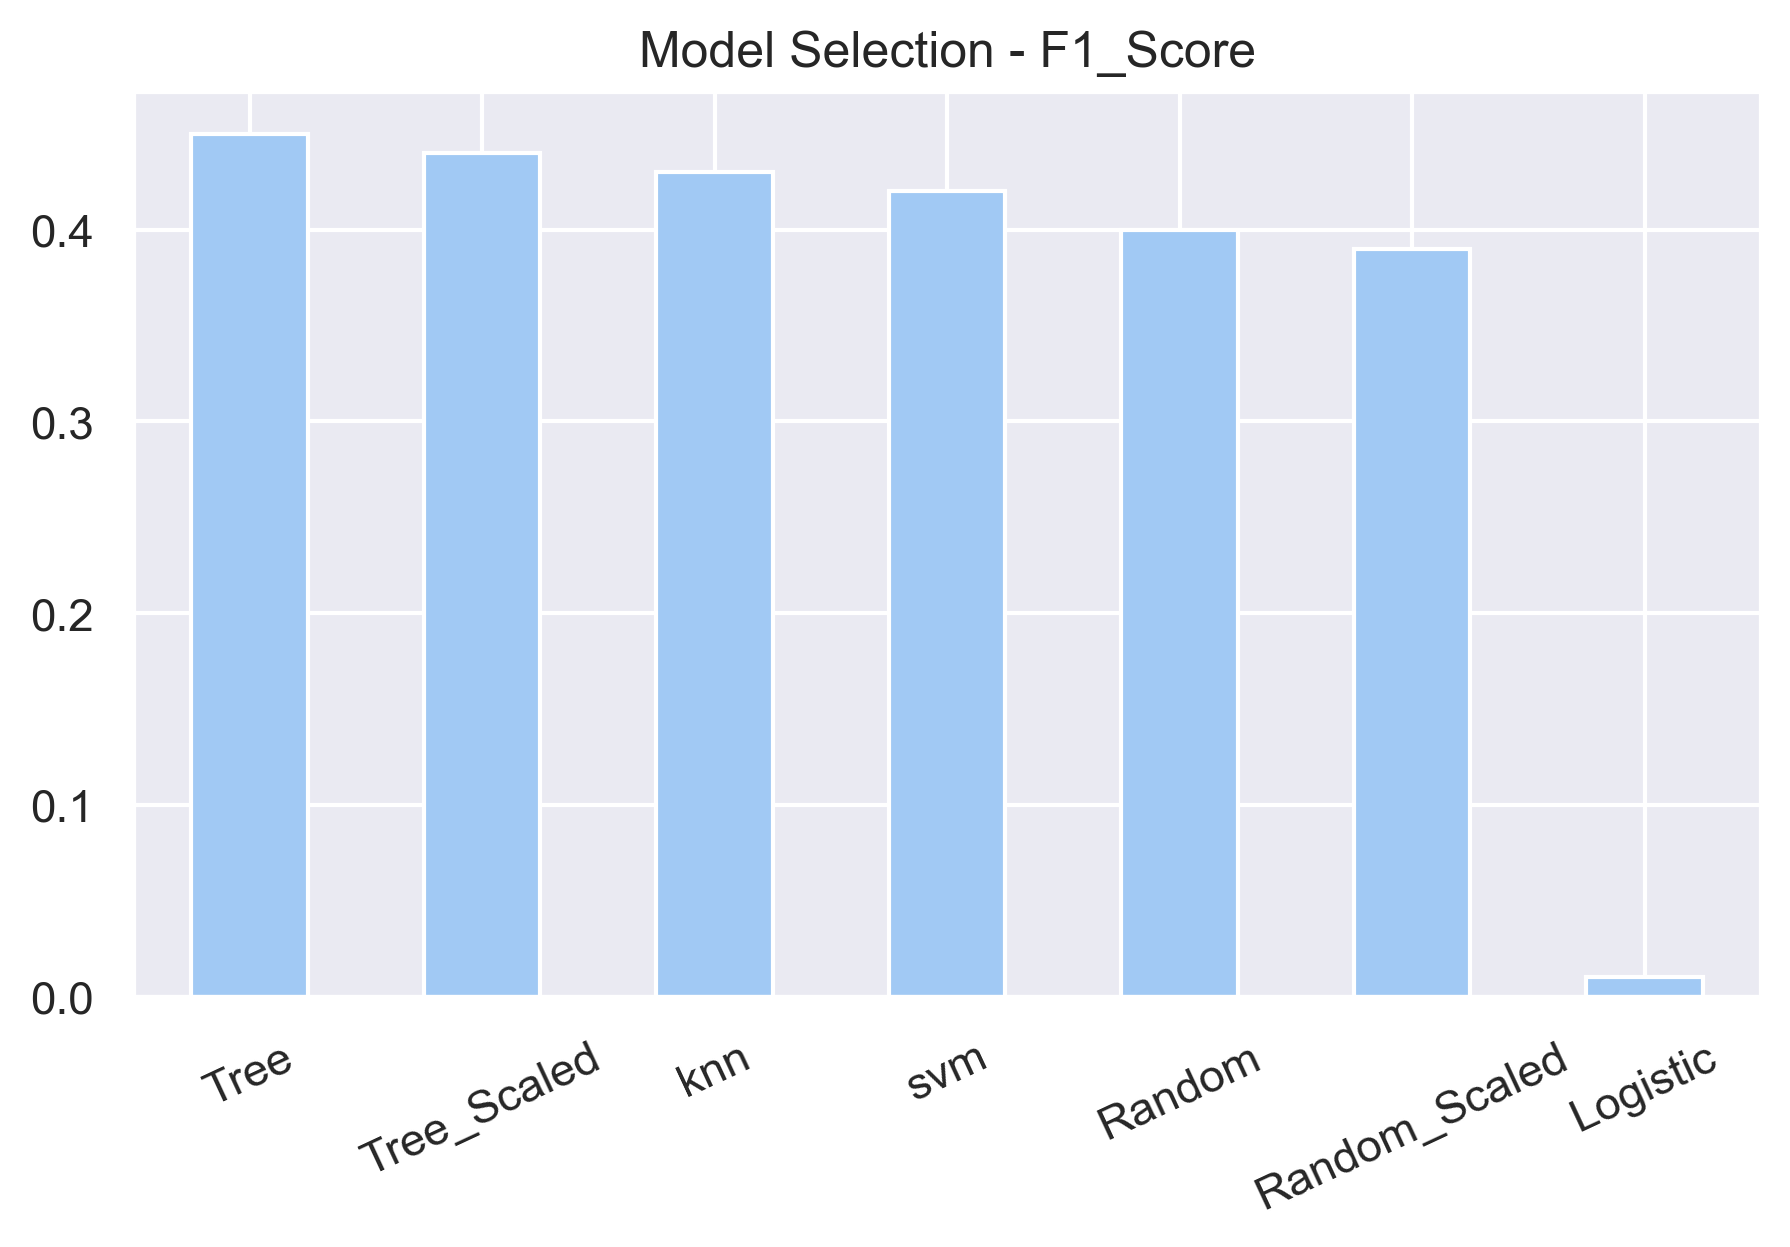 Model Selection - F1_Score
0.4
0.3
0.2
0.1
0.0
Tree
Tree_Scaled
knn
svm
Random
Random_Scaled
Logistic